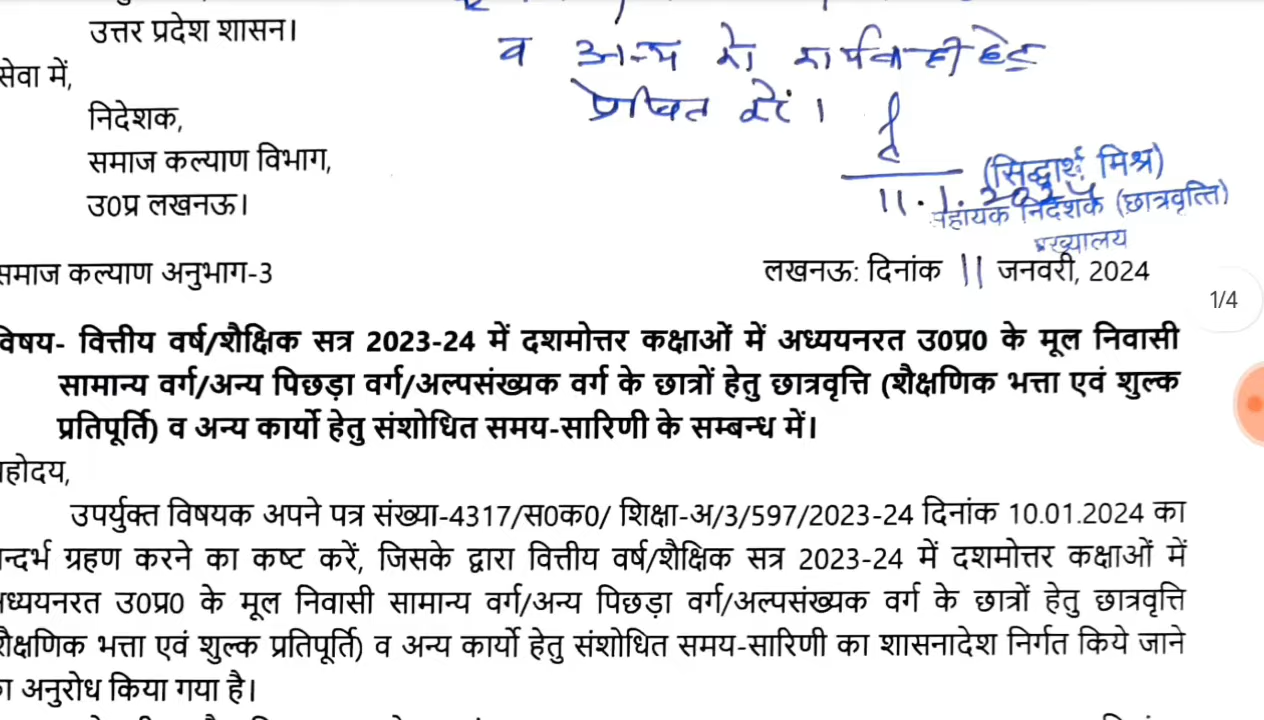 उत्तर प्रदेश शासन।
व अन्य को कार्यवाही हेतु
प्रेषित करें।
सेवा में,
निदेशक,
समाज कल्याण विभाग,
उ0प्र लखनऊ।
(सिद्धार्थ मिश्र)
11.1.2024
सहायक निदेशक (छात्रवृत्ति)
मुख्यालय
समाज कल्याण अनुभाग-3
लखनऊ: दिनांक 11 जनवरी, 2024
1/4
विषय- वित्तीय वर्ष/शैक्षिक सत्र 2023-24 में दशमोत्तर कक्षाओं में अध्ययनरत उ0प्र0 के मूल निवासी
सामान्य वर्ग/अन्य पिछड़ा वर्ग/अल्पसंख्यक वर्ग के छात्रों हेतु छात्रवृत्ति (शैक्षणिक भत्ता एवं शुल्क
प्रतिपूर्ति) व अन्य कार्यो हेतु संशोधित समय-सारिणी के सम्बन्ध में।
महोदय,
उपर्युक्त विषयक अपने पत्र संख्या-4317/स0क0/ शिक्षा-अ/3/597/2023-24 दिनांक 10.01.2024 का
सन्दर्भ ग्रहण करने का कष्ट करें, जिसके द्वारा वित्तीय वर्ष/शैक्षिक सत्र 2023-24 में दशमोत्तर कक्षाओं में
अध्ययनरत उ0प्र0 के मूल निवासी सामान्य वर्ग/अन्य पिछड़ा वर्ग/अल्पसंख्यक वर्ग के छात्रों हेतु छात्रवृत्ति
(शैक्षणिक भत्ता एवं शुल्क प्रतिपूर्ति) व अन्य कार्यो हेतु संशोधित समय-सारिणी का शासनादेश निर्गत किये जाने
का अनुरोध किया गया है।